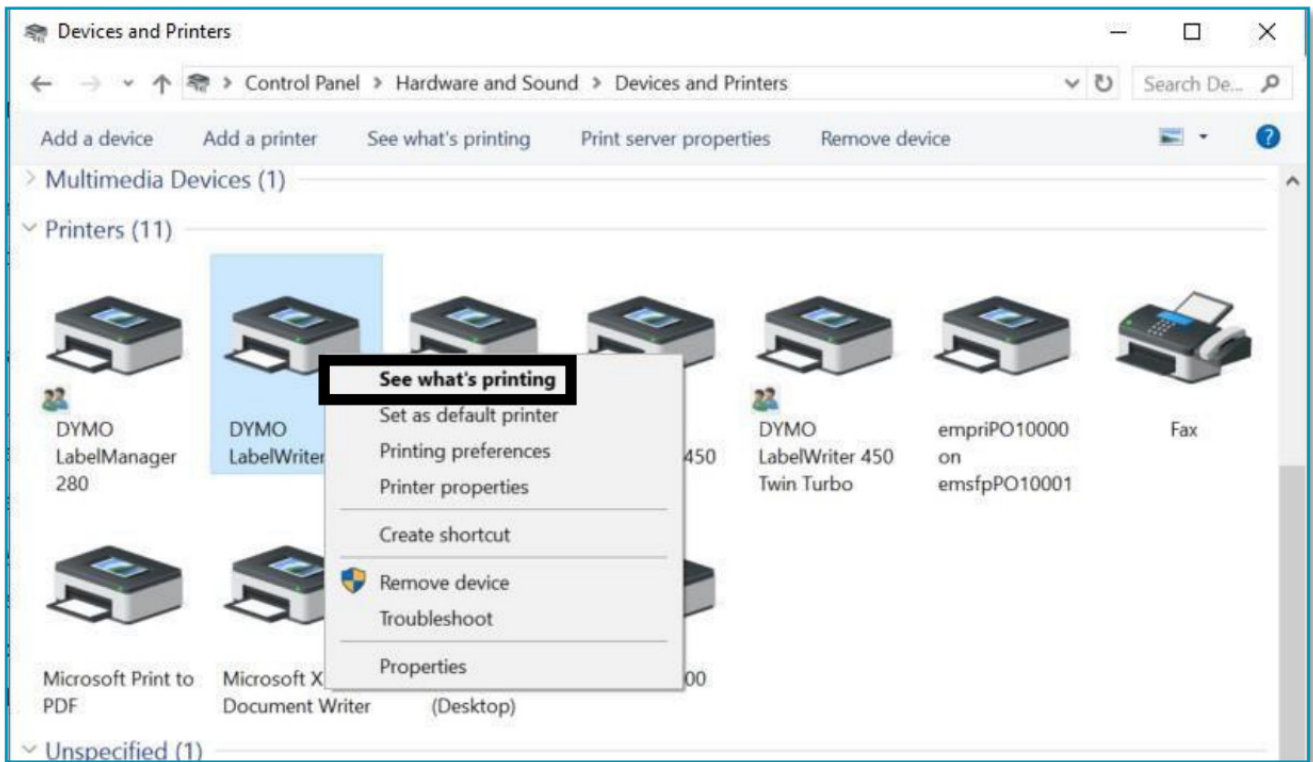 Devices and Printers
Control Panel > Hardware and Sound > Devices and Printers
Search De...
Add a device Add a printer See what's printing Print server properties Remove device
Multimedia Devices (1)
Printers (11)
See what's printing
Set as default printer
Printing preferences
Printer properties
Create shortcut
Remove device
Troubleshoot
Properties
DYMO
LabelManager
280
DYMO
LabelWriter
450
DYMO
LabelWriter 450
Twin Turbo
empriPO10000
on
emsfpPO10001
Fax
Microsoft Print to
PDF
Microsoft X
Document Writer
(Desktop)
00
Unspecified (1)